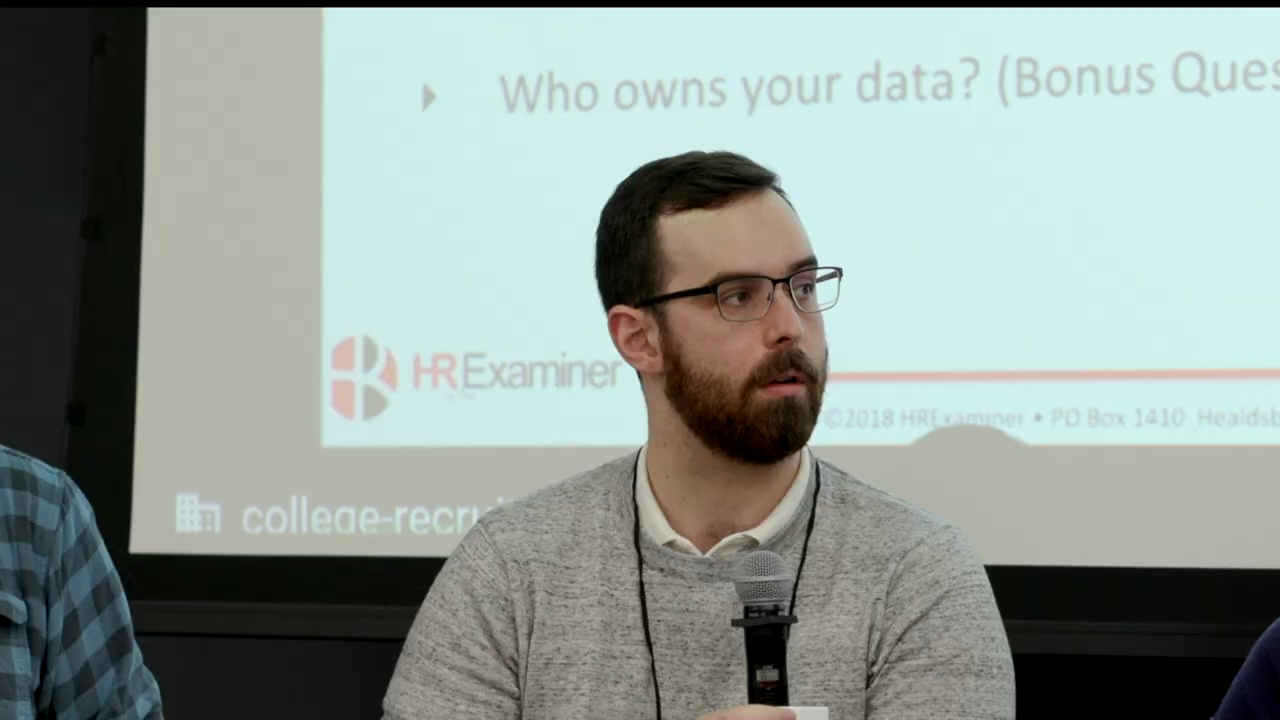 Who owns your data? (Bonus Ques
HRExaminer
©2018 HRExaminer • PO Box 1410 Healdsb
college-recrui